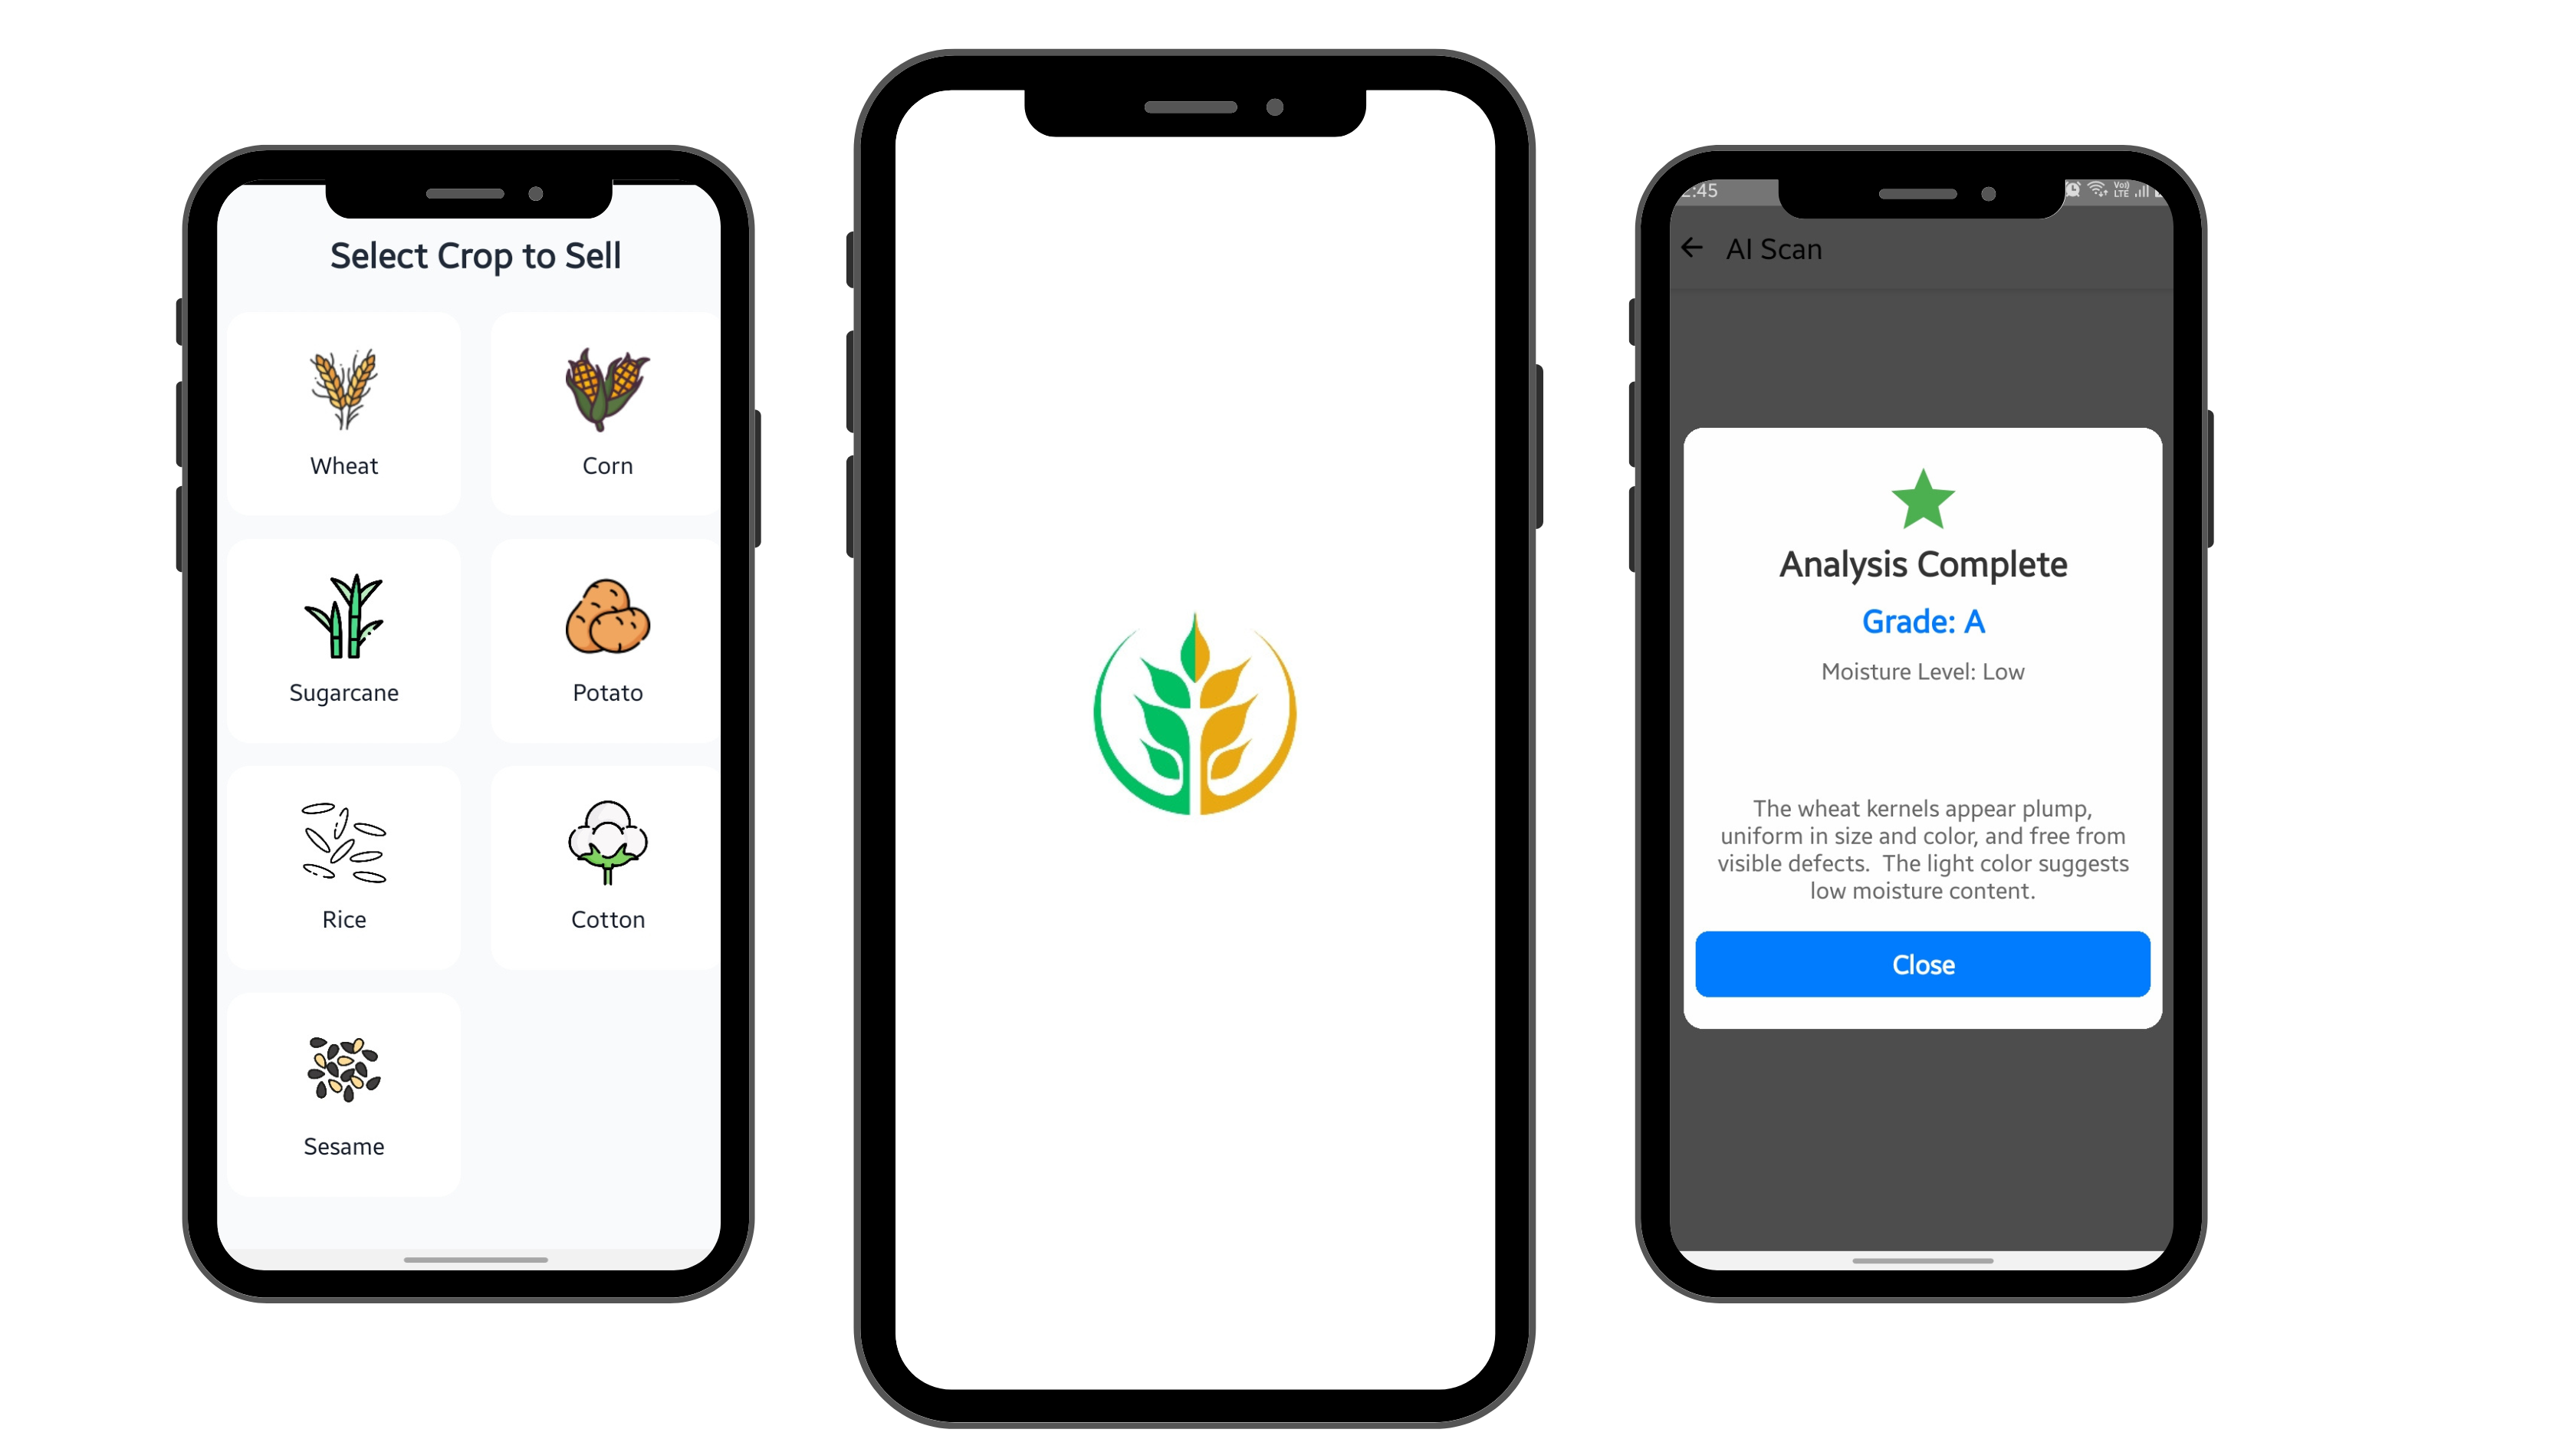 Select Crop to Sell
Wheat
Corn
Sugarcane
Potato
Rice
Cotton
Sesame
:45
Vo))
LTE
AI Scan
Analysis Complete
Grade: A
Moisture Level: Low
The wheat kernels appear plump,
uniform in size and color, and free from
visible defects.  The light color suggests
low moisture content.
Close